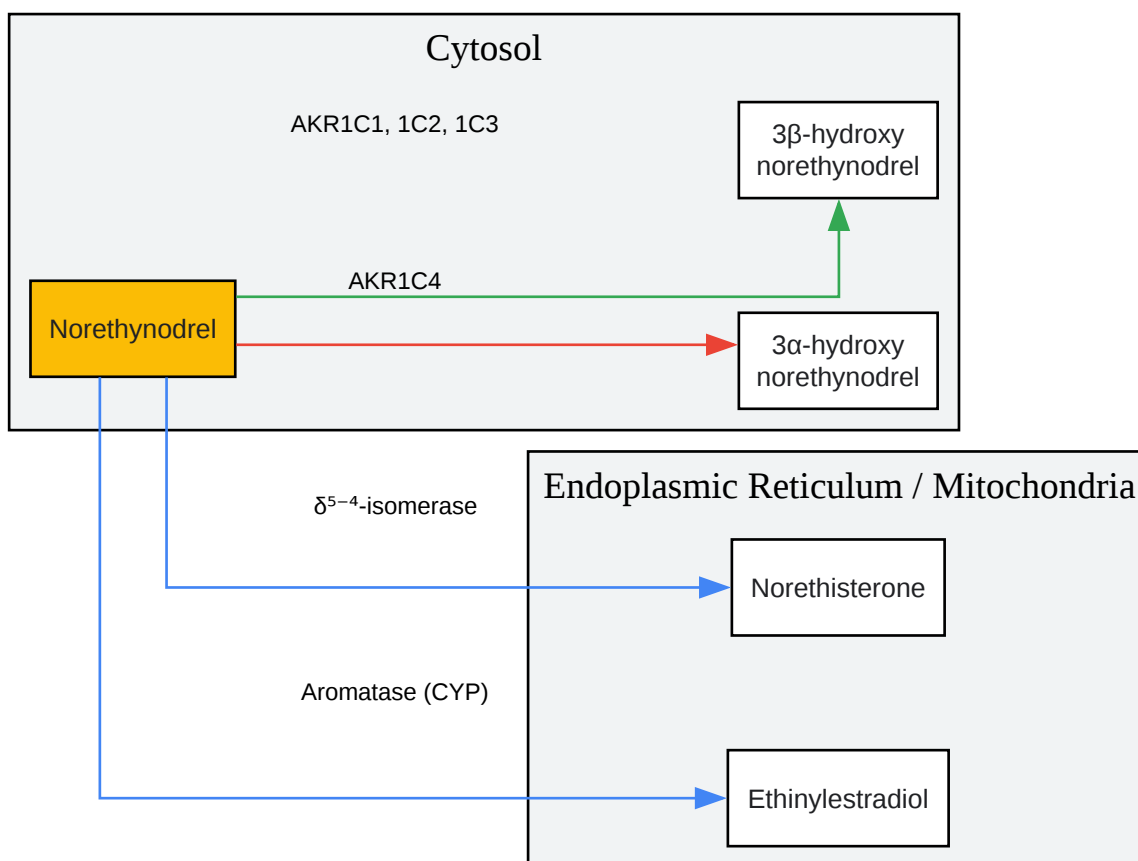 Cytosol
AKR1C1, 1C2, 1C3
3β-hydroxy
norethynodrel
AKR1C4
Norethynodrel
3α-hydroxy
norethynodrel
Endoplasmic Reticulum / Mitochondria
δ⁵⁻⁴-isomerase
Norethisterone
Aromatase (CYP)
Ethinylestradiol